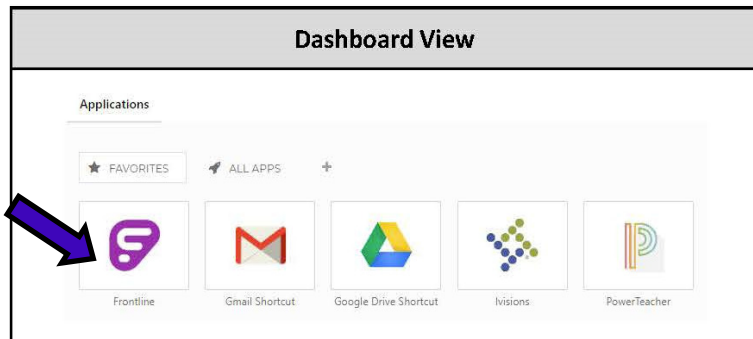 Dashboard View
Applications
FAVORITES ALL APPS +
Frontline Gmail Shortcut Google Drive Shortcut Ivisions PowerTeacher